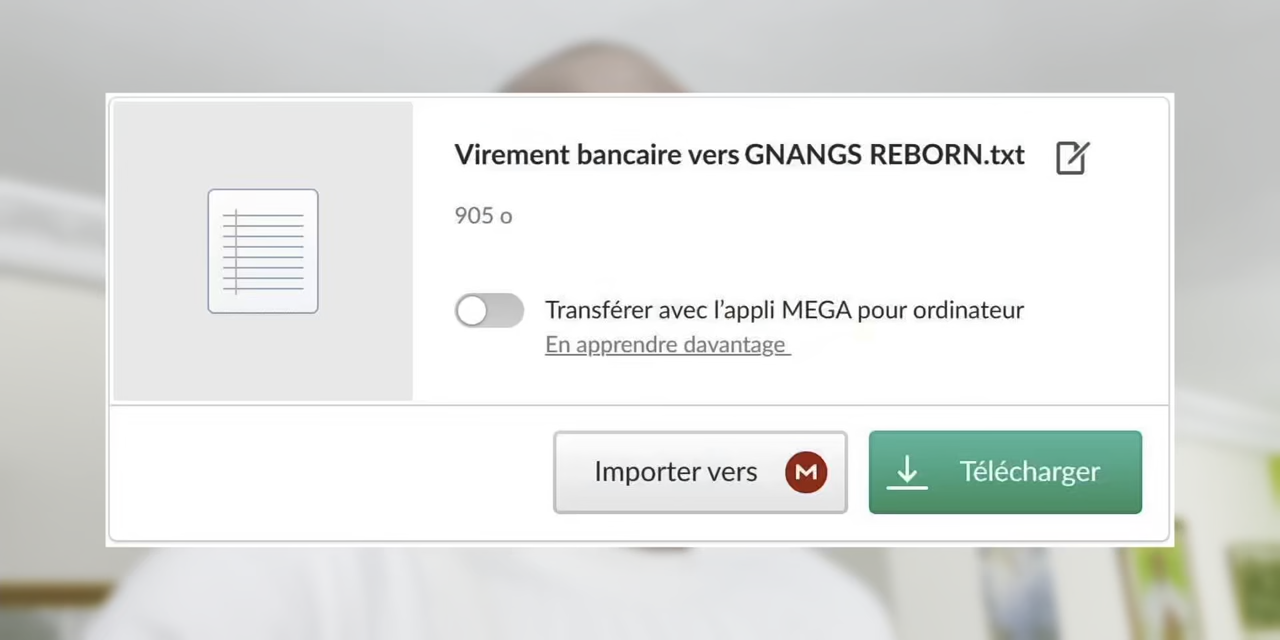 Virement bancaire vers GNANGS REBORN.txt
905 o
Transférer avec l’appli MEGA pour ordinateur
En apprendre davantage
Importer vers M
Télécharger